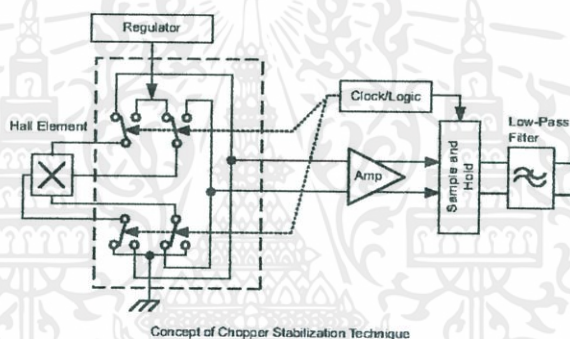 Regulator
Hall Element
Clock/Logic
Low-Pass
Filter
Amp
Sample and
Hold
Concept of Chopper Stabilization Technique